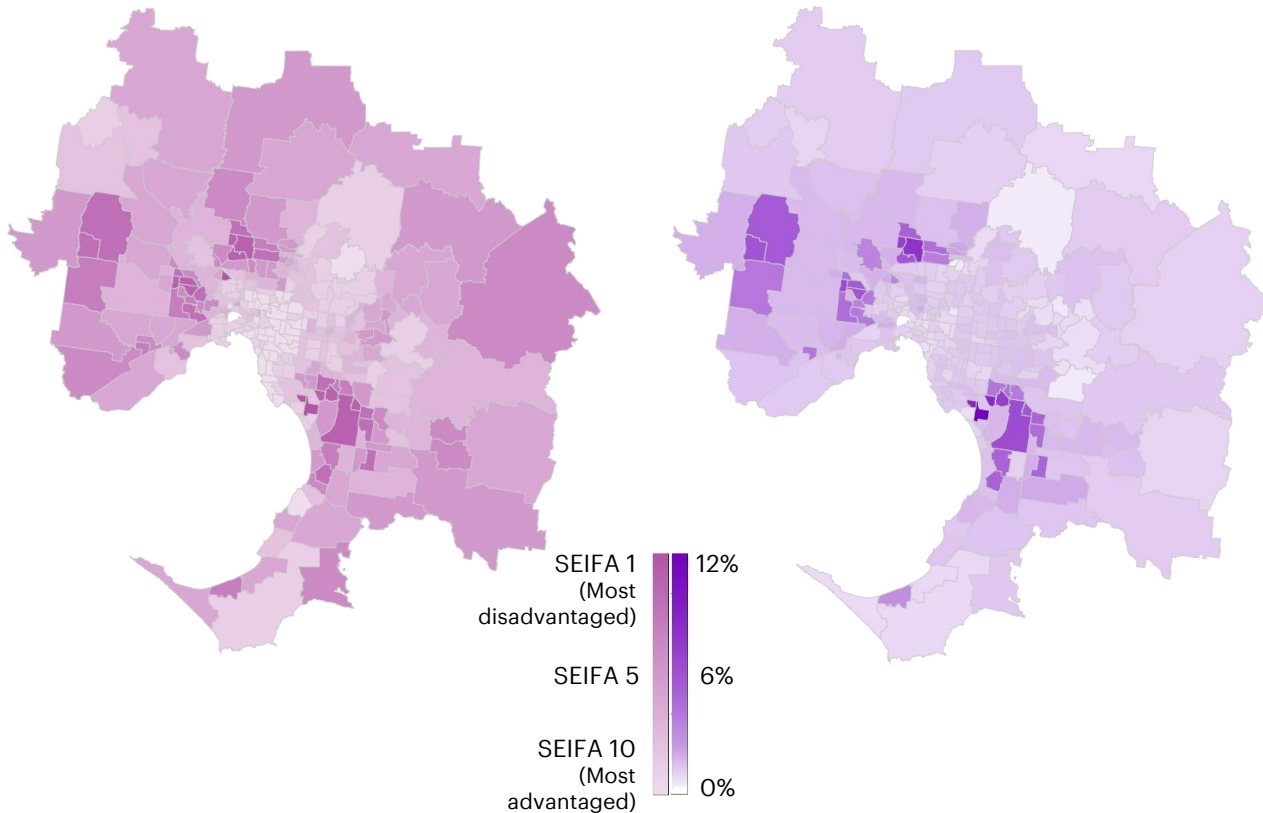 SEIFA 1
(Most
disadvantaged)
SEIFA 5
SEIFA 10
(Most
advantaged)
12%
6%
0%